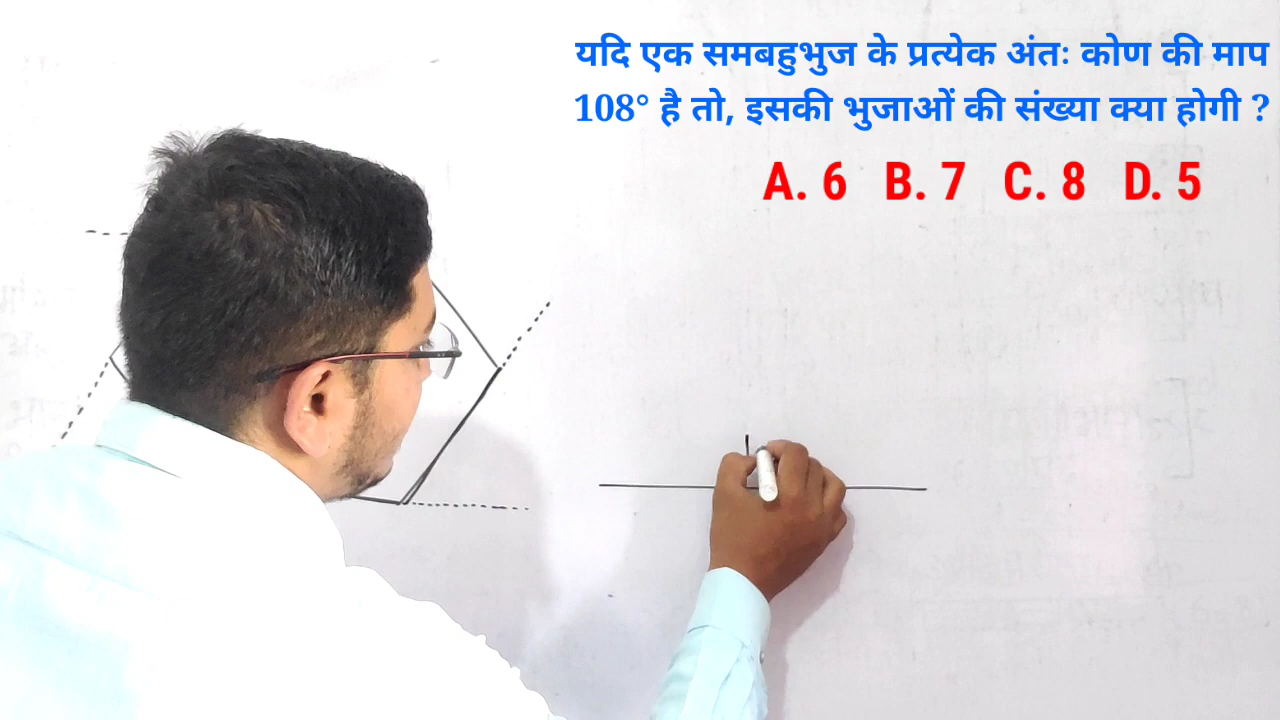 यदि एक समबहुभुज के प्रत्येक अंतः कोण की माप
108° है तो, इसकी भुजाओं की संख्या क्या होगी ?
A. 6 B. 7 C. 8 D. 5